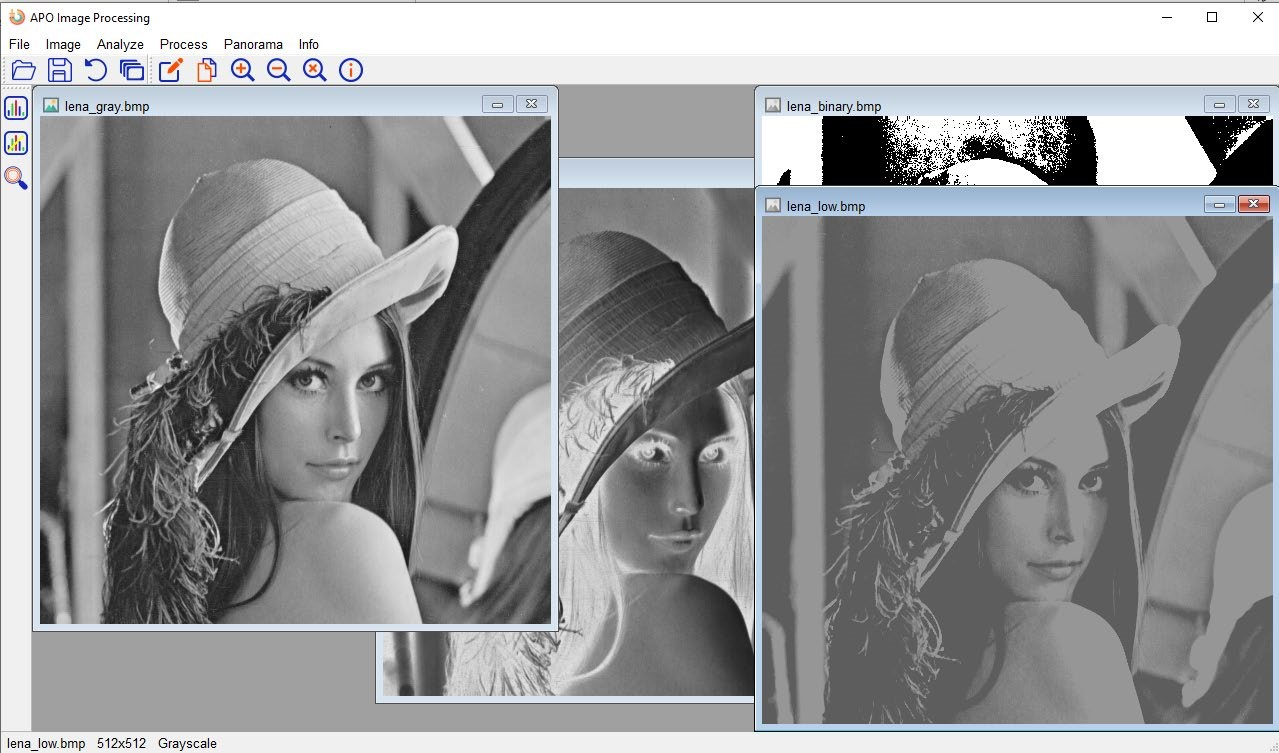 APO Image Processing
File Image Analyze Process Panorama Info
lena_gray.bmp
lena_binary.bmp
lena_low.bmp
lena_low.bmp 512x512 Grayscale